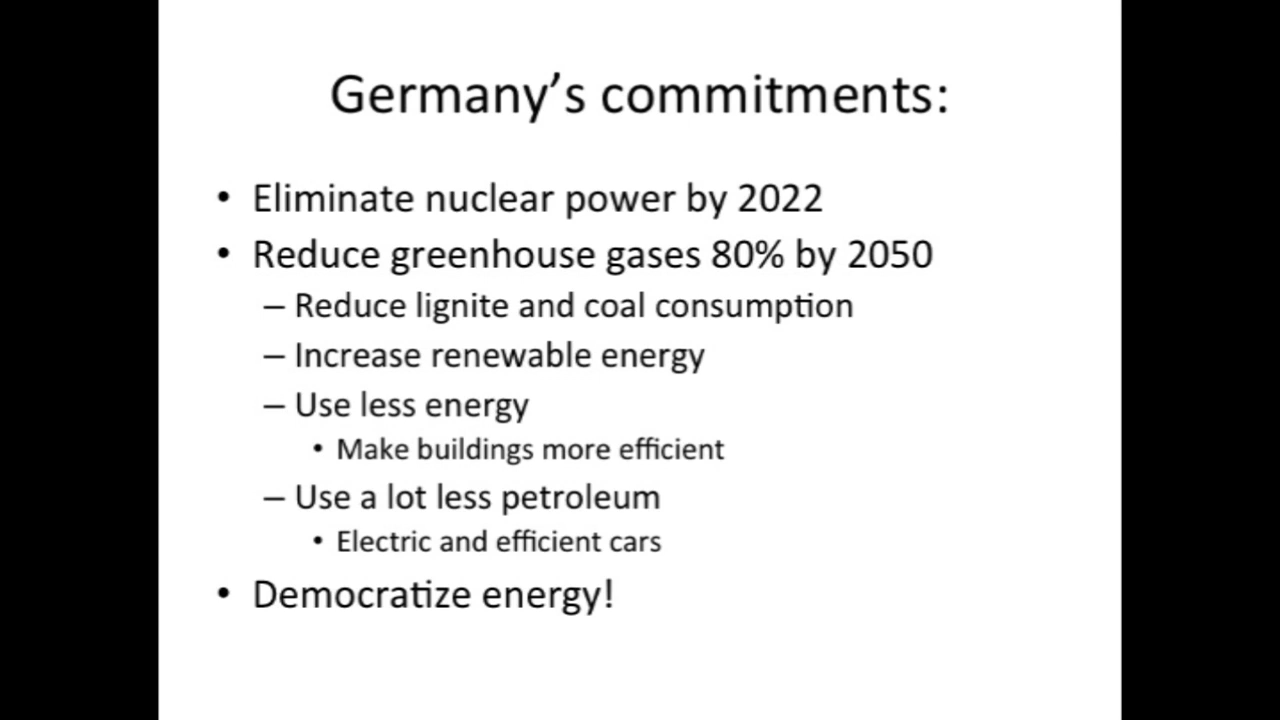 Germany’s commitments:
• Eliminate nuclear power by 2022
• Reduce greenhouse gases 80% by 2050
– Reduce lignite and coal consumption
– Increase renewable energy
– Use less energy
• Make buildings more efficient
– Use a lot less petroleum
• Electric and efficient cars
• Democratize energy!